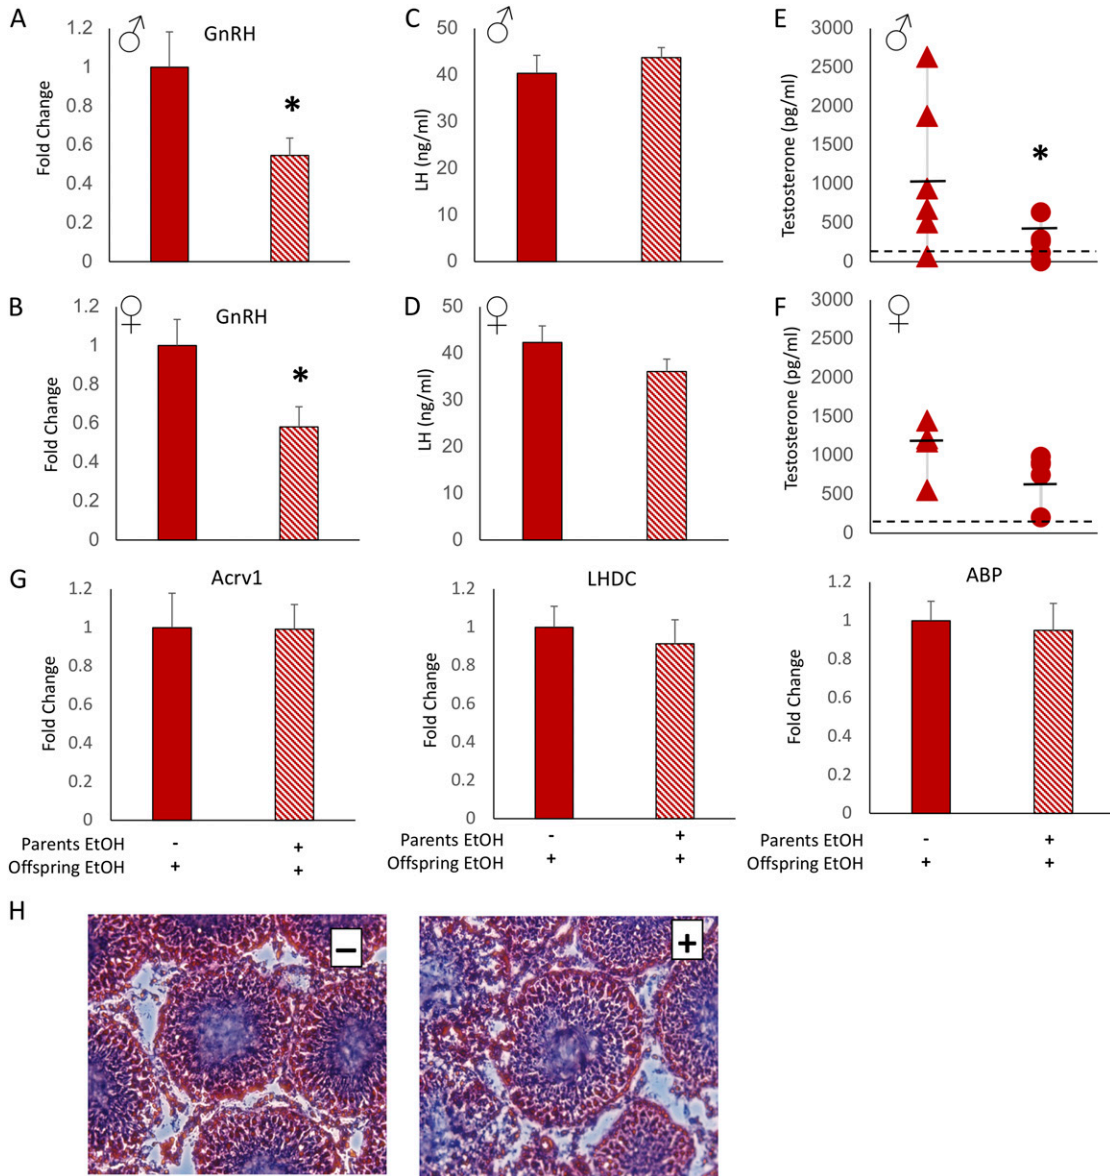 A
GnRH
Fold Change
1.2
1
0.8
0.6
0.4
0.2
0
*
C
LH (ng/ml)
50
40
30
20
10
0
E
Testosterone (pg/ml)
3000
2500
2000
1500
1000
500
0
*
B
GnRH
Fold Change
1.2
1
0.8
0.6
0.4
0.2
0
*
D
LH (ng/ml)
50
40
30
20
10
0
F
Testosterone (pg/ml)
3000
2500
2000
1500
1000
500
0
G
Acrv1
Fold Change
1.2
1
0.8
0.6
0.4
0.2
0
Parents EtOH - +
Offspring EtOH + +
LHDC
Fold Change
1.2
1
0.8
0.6
0.4
0.2
0
Parents EtOH - +
Offspring EtOH + +
ABP
Fold Change
1.2
1
0.8
0.6
0.4
0.2
0
Parents EtOH - +
Offspring EtOH + +
H
−
+